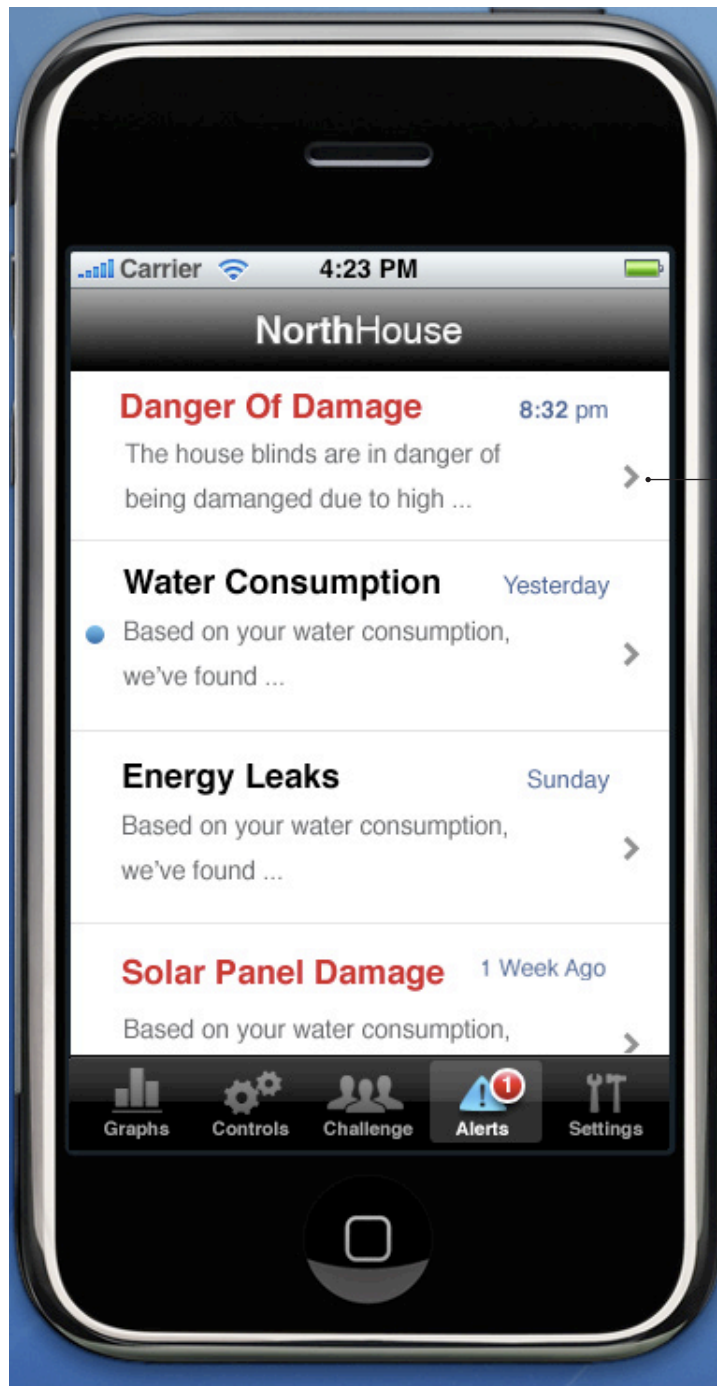 Carrier 4:23 PM
NorthHouse
Danger Of Damage 8:32 pm
The house blinds are in danger of
being damanged due to high ...
Water Consumption Yesterday
Based on your water consumption,
we've found ...
Energy Leaks Sunday
Based on your water consumption,
we've found ...
Solar Panel Damage 1 Week Ago
Based on your water consumption,
1
Graphs Controls Challenge Alerts Settings